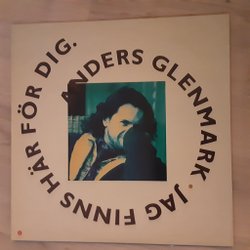 ANDERS GLENMARK · JAG FINNS HÄR FÖR DIG.